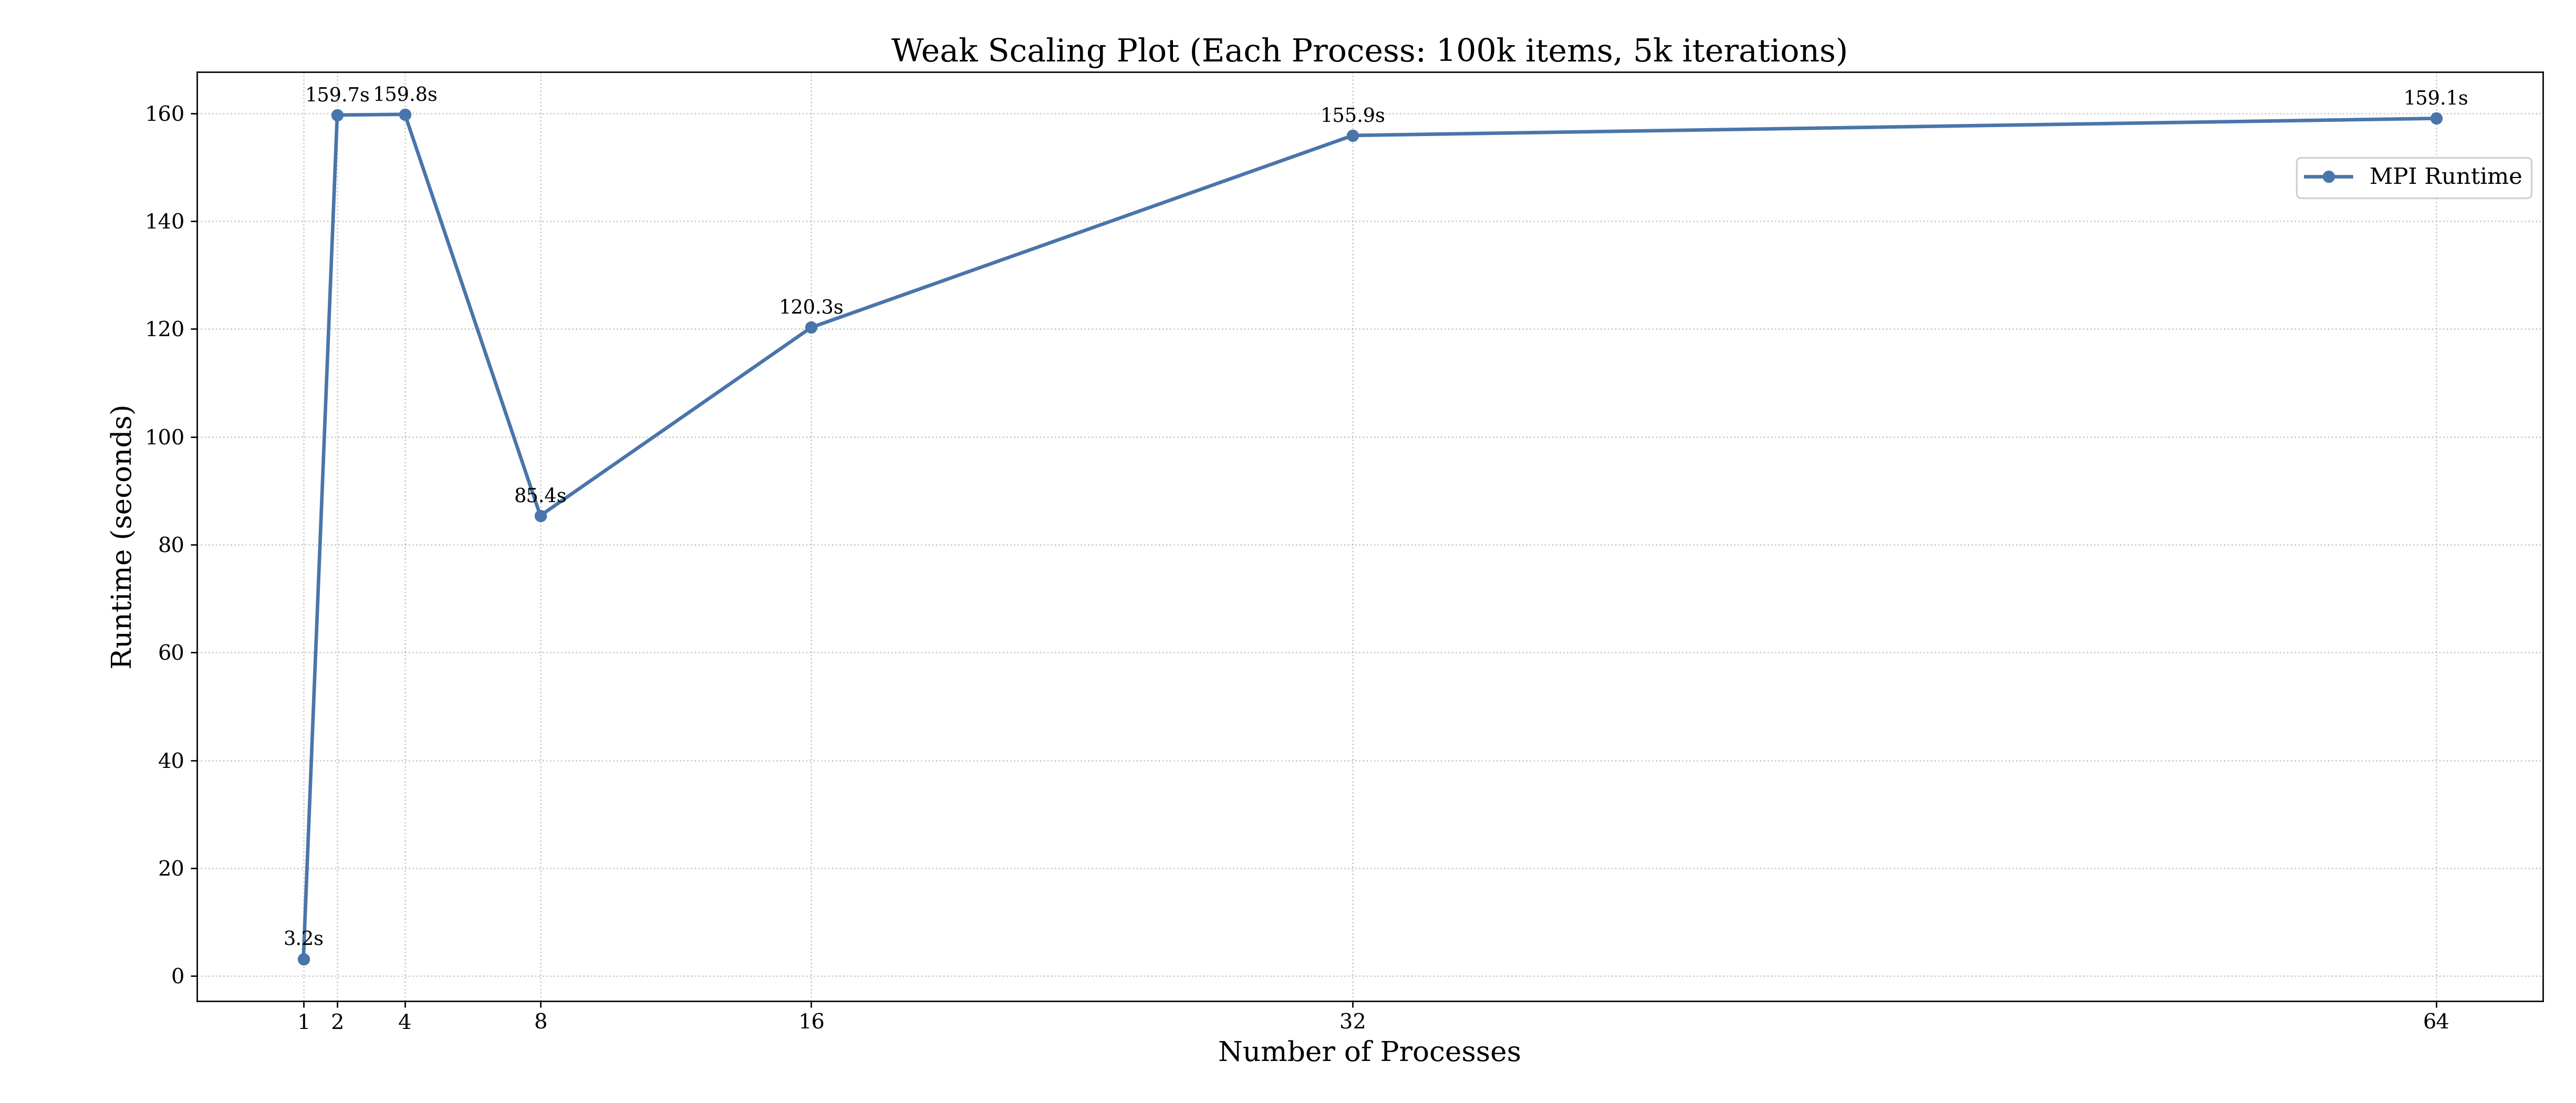 Weak Scaling Plot (Each Process: 100k items, 5k iterations)
159.7s 159.8s
155.9s
159.1s
MPI Runtime
120.3s
85.4s
3.2s
Runtime (seconds)
160
140
120
100
80
60
40
20
0
1 2 4 8 16 32 64
Number of Processes